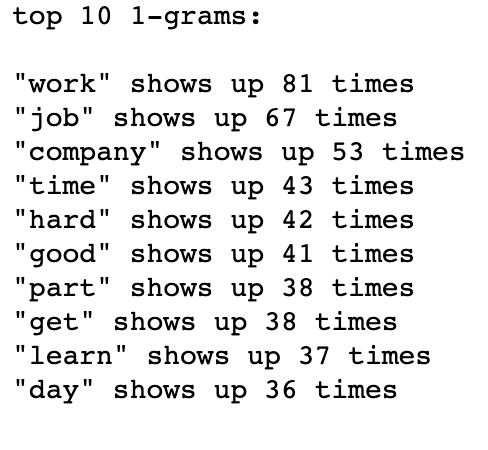 top 10 1-grams:
"work" shows up 81 times
"job" shows up 67 times
"company" shows up 53 times
"time" shows up 43 times
"hard" shows up 42 times
"good" shows up 41 times
"part" shows up 38 times
"get" shows up 38 times
"learn" shows up 37 times
"day" shows up 36 times